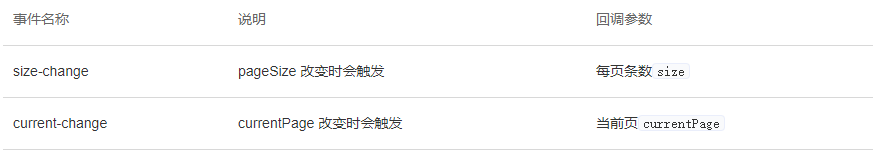 事件名称 说明 回调参数
size-change pageSize 改变时会触发 每页条数 size
current-change currentPage 改变时会触发 当前页 currentPage